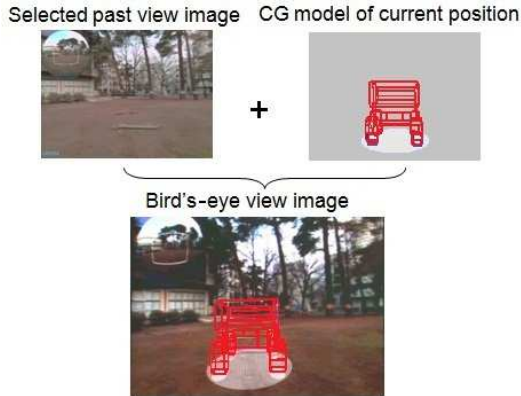 Selected past view image
CG model of current position
+
Bird's-eye view image